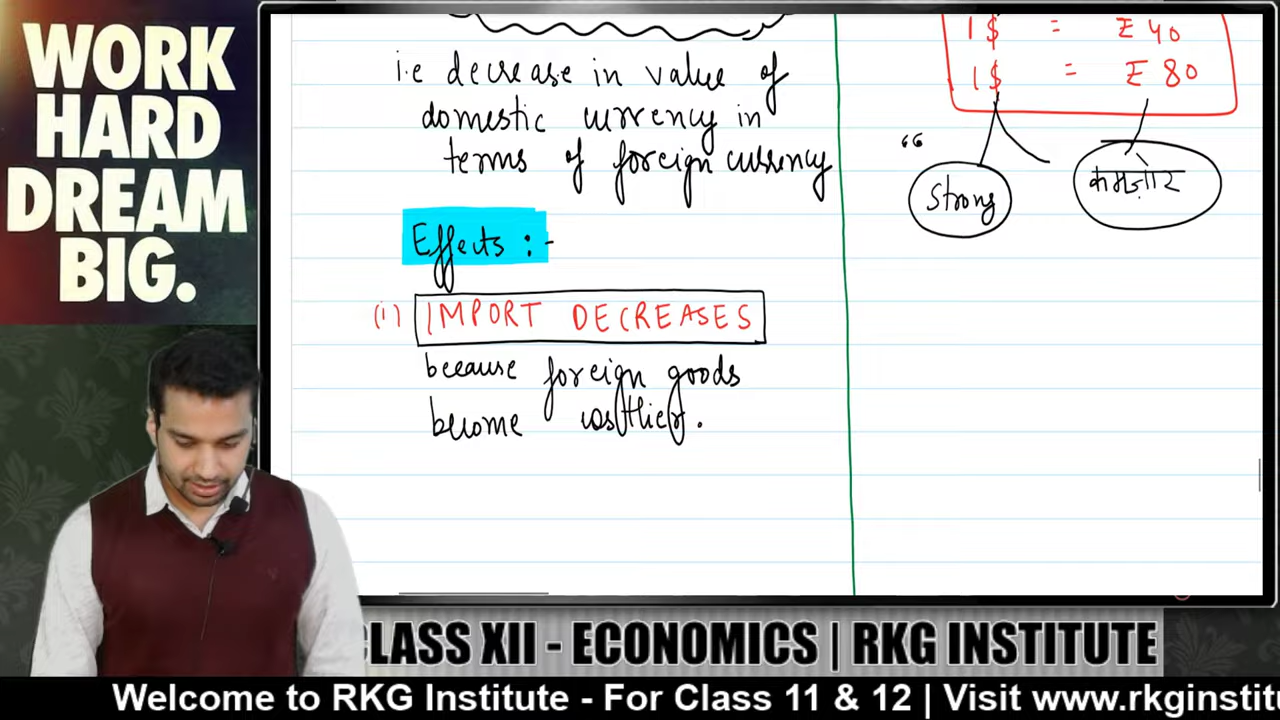 WORK
HARD
DREAM
BIG.
i.e decrease in value of
domestic currency in
terms of foreign currency
Effects :-
(i) IMPORT DECREASES
because foreign goods
become costlier.
1$ = ₹ 40
1$ = ₹ 80
“
Strong
कमज़ोर
CLASS XII - ECONOMICS | RKG INSTITUTE
Welcome to RKG Institute - For Class 11 & 12 | Visit www.rkginstit